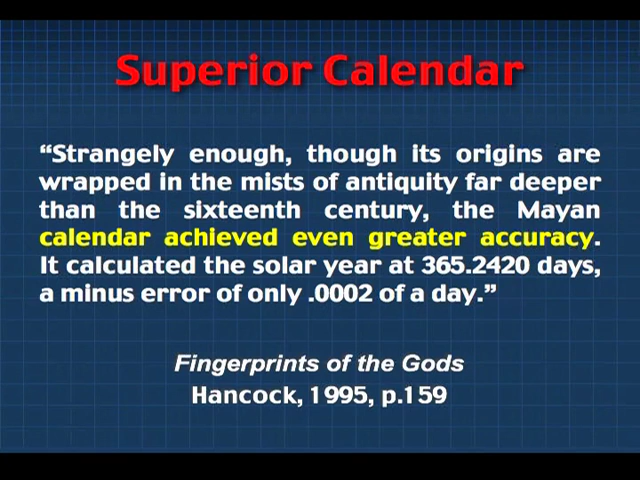 Superior Calendar
“Strangely enough, though its origins are
wrapped in the mists of antiquity far deeper
than the sixteenth century, the Mayan
calendar achieved even greater accuracy.
It calculated the solar year at 365.2420 days,
a minus error of only .0002 of a day.”
Fingerprints of the Gods
Hancock, 1995, p.159